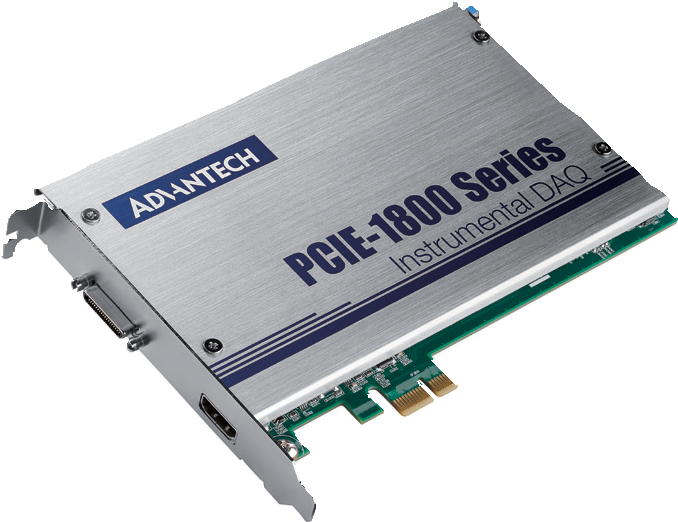 ADVANTECH
PCIE-1800 Series
Instrumental DAQ